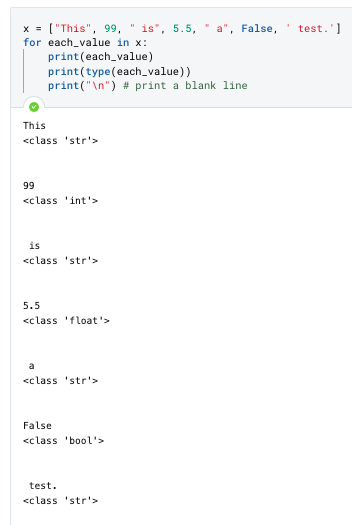 x = ["This", 99, " is", 5.5, " a", False, ' test.']
for each_value in x:
    print(each_value)
    print(type(each_value))
    print("\n") # print a blank line
This
<class 'str'>
99
<class 'int'>
 is
<class 'str'>
5.5
<class 'float'>
 a
<class 'str'>
False
<class 'bool'>
 test.
<class 'str'>